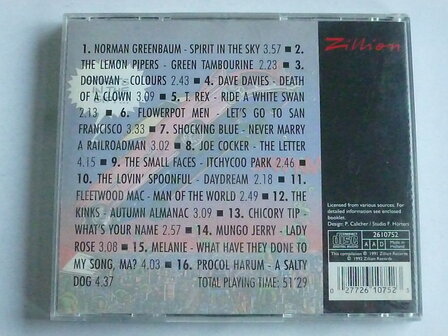 1. NORMAN GREENBAUM - SPIRIT IN THE SKY 3.57 ■ 2.
THE LEMON PIPERS - GREEN TAMBOURINE 2.23 ■ 3.
DONOVAN - COLOURS 2.43 ■ 4. DAVE DAVIES - DEATH
OF A CLOWN 3.09 ■ 5. T. REX - RIDE A WHITE SWAN
2.13 ■ 6. FLOWERPOT MEN - LET'S GO TO SAN
FRANCISCO 3.33 ■ 7. SHOCKING BLUE - NEVER MARRY
A RAILROADMAN 3.02 ■ 8. JOE COCKER - THE LETTER
4.15 ■ 9. THE SMALL FACES - ITCHYCOO PARK 2.46 ■
10. THE LOVIN' SPOONFUL - DAYDREAM 2.18 ■ 11.
FLEETWOOD MAC - MAN OF THE WORLD 2.49 ■ 12. THE
KINKS - AUTUMN ALMANAC 3.09 ■ 13. CHICORY TIP -
WHAT'S YOUR NAME 2.57 ■ 14. MUNGO JERRY - LADY
ROSE 3.08 ■ 15. MELANIE - WHAT HAVE THEY DONE TO
MY SONG, MA? 4.03 ■ 16. PROCOL HARUM - A SALTY
DOG 4.37 TOTAL PLAYING TIME: 51'29
Zillion
Licensed from various sources. For
detailed information see enclosed
booklet.
Design: P. Calicher / Studio F. Hörters
COMPACT
disc
DIGITAL AUDIO
AAD
2610752
This compilation ℗ 1991 Zillion Records
© 1992 Zillion Records
0 27726 10752 5